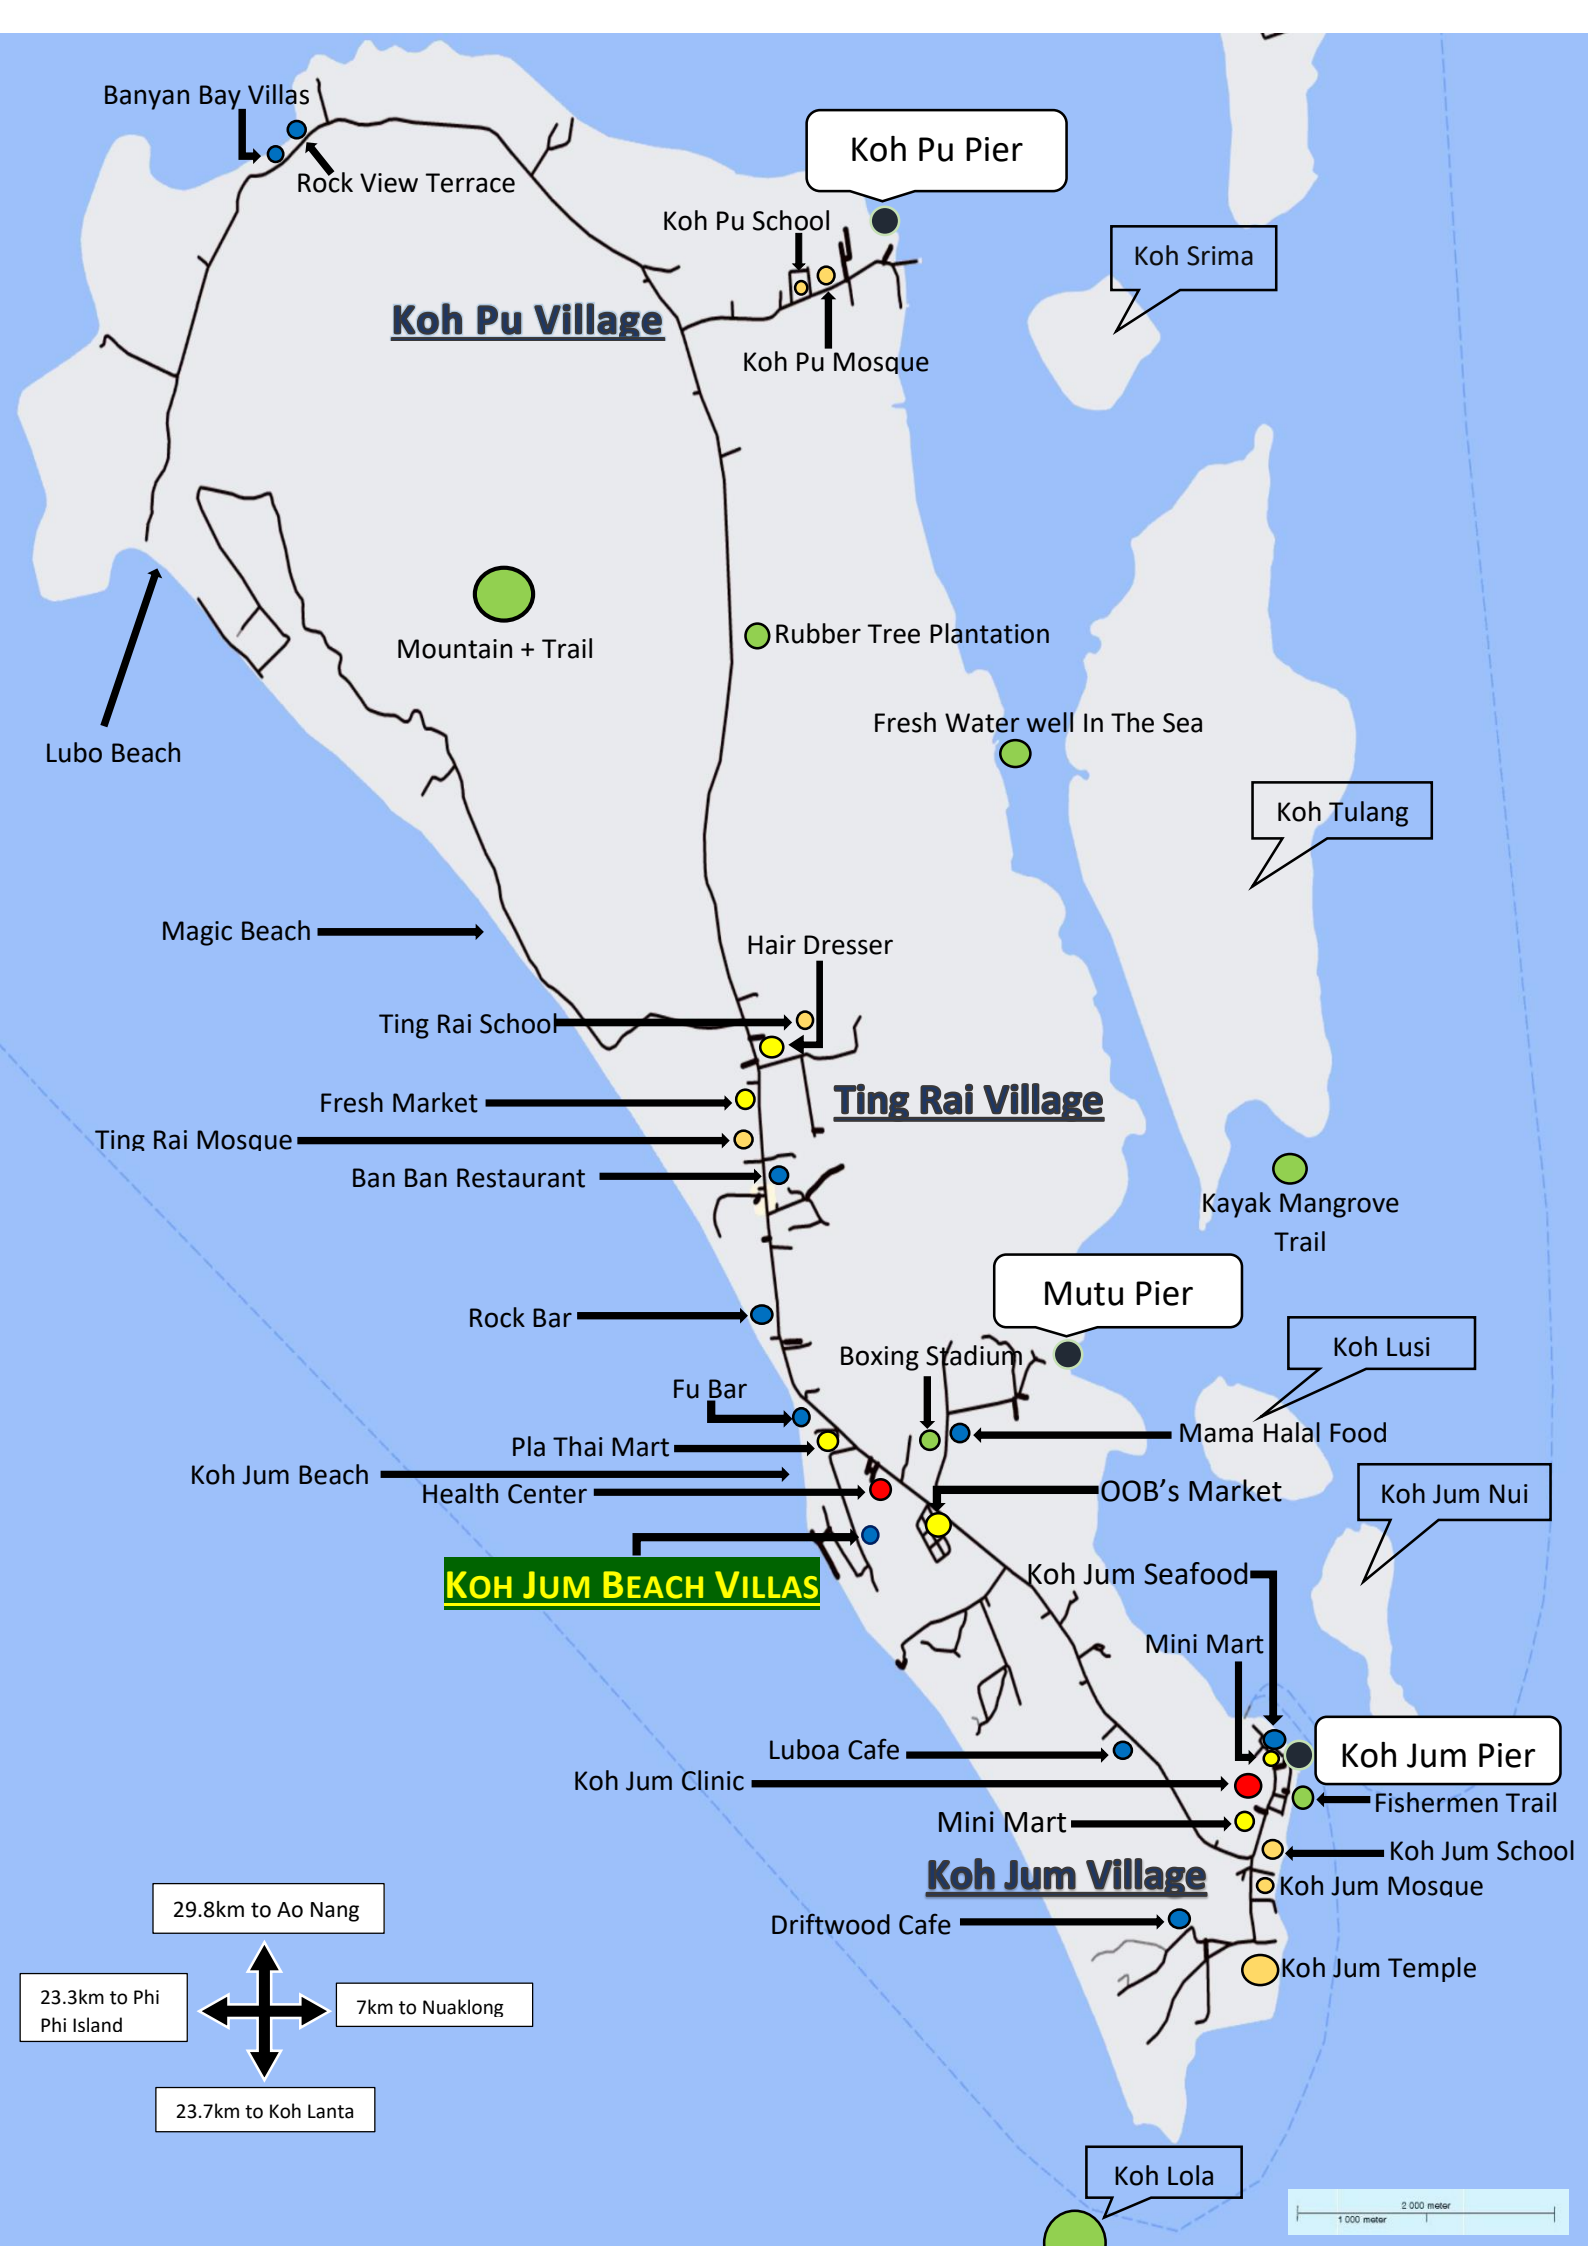 Banyan Bay Villas
Rock View Terrace
Koh Pu Pier
Koh Pu School
Koh Srima
Koh Pu Village
Koh Pu Mosque
Mountain + Trail
Rubber Tree Plantation
Fresh Water well In The Sea
Lubo Beach
Koh Tulang
Magic Beach
Hair Dresser
Ting Rai School
Fresh Market
Ting Rai Village
Ting Rai Mosque
Ban Ban Restaurant
Kayak Mangrove
Trail
Mutu Pier
Rock Bar
Koh Lusi
Boxing Stadium
Fu Bar
Mama Halal Food
Pla Thai Mart
Koh Jum Beach
Health Center
OOB's Market
Koh Jum Nui
KOH JUM BEACH VILLAS
Koh Jum Seafood
Mini Mart
Luboa Cafe
Koh Jum Pier
Koh Jum Clinic
Fishermen Trail
Mini Mart
Koh Jum School
Koh Jum Village
Koh Jum Mosque
Driftwood Cafe
Koh Jum Temple
29.8km to Ao Nang
23.3km to Phi
Phi Island
7km to Nuaklong
23.7km to Koh Lanta
Koh Lola
2 000 meter
1 000 meter